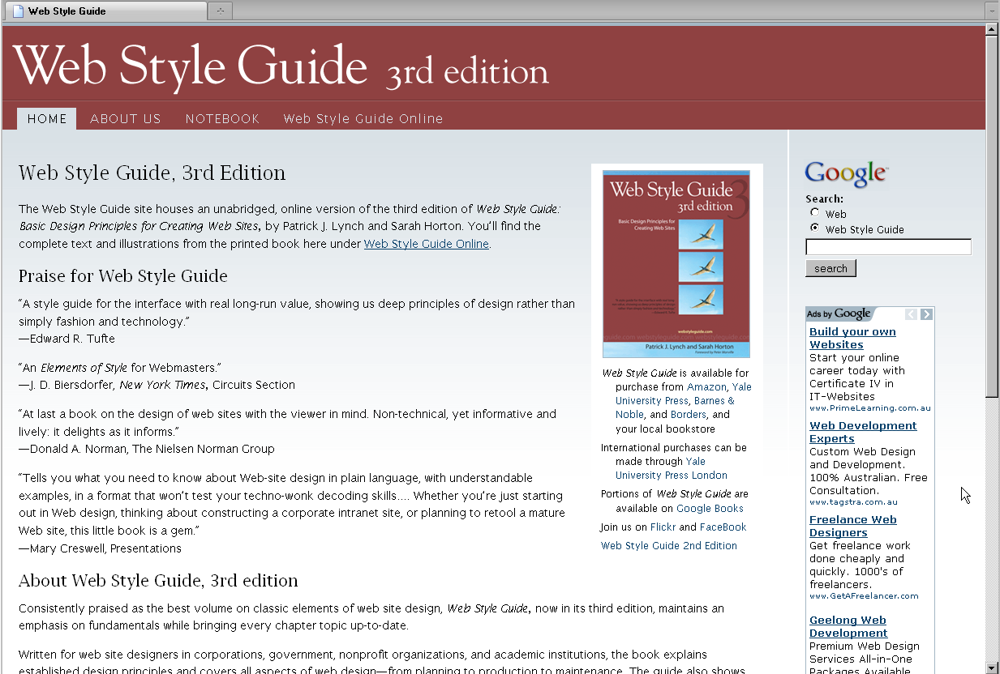 Web Style Guide
Web Style Guide 3rd edition
HOME ABOUT US NOTEBOOK Web Style Guide Online
Web Style Guide, 3rd Edition
The Web Style Guide site houses an unabridged, online version of the third edition of Web Style Guide:
Basic Design Principles for Creating Web Sites, by Patrick J. Lynch and Sarah Horton. You'll find the
complete text and illustrations from the printed book here under Web Style Guide Online.
Praise for Web Style Guide
“A style guide for the interface with real long-run value, showing us deep principles of design rather than
simply fashion and technology.”
—Edward R. Tufte
“An Elements of Style for Webmasters.”
—J. D. Biersdorfer, New York Times, Circuits Section
“At last a book on the design of web sites with the viewer in mind. Non-technical, yet informative and
lively: it delights as it informs.”
—Donald A. Norman, The Nielsen Norman Group
“Tells you what you need to know about Web-site design in plain language, with understandable
examples, in a format that won't test your techno-wonk decoding skills.... Whether you're just starting
out in Web design, thinking about constructing a corporate intranet site, or planning to retool a mature
Web site, this little book is a gem.”
—Mary Creswell, Presentations
About Web Style Guide, 3rd edition
Consistently praised as the best volume on classic elements of web site design, Web Style Guide, now in its third edition, maintains an
emphasis on fundamentals while bringing every chapter topic up-to-date.
Written for web site designers in corporations, government, nonprofit organizations, and academic institutions, the book explains
established design principles and covers all aspects of web design—from planning to production to maintenance. The guide also shows
Web Style Guide 3
3rd edition
Basic Design Principles for
Creating Web Sites
webstyleguide.com
Patrick J. Lynch and Sarah Horton
Foreword by Peter Morville
Web Style Guide is available for
purchase from Amazon, Yale
University Press, Barnes &
Noble, and Borders, and
your local bookstore
International purchases can be
made through Yale
University Press London
Portions of Web Style Guide are
available on Google Books
Join us on Flickr and FaceBook
Web Style Guide 2nd Edition
Google™
Search:
Web
Web Style Guide
search
Ads by Google
Build your own
Websites
Start your online
career today with
Certificate IV in
IT-Websites
www.PrimeLearning.com.au
Web Development
Experts
Custom Web Design
and Development.
100% Australian. Free
Consultation.
www.tagstra.com.au
Freelance Web
Designers
Get freelance work
done cheaply and
quickly. 1000's of
freelancers.
www.GetAFreelancer.com
Geelong Web
Development
Premium Web Design
Services All-in-One
Packages Available